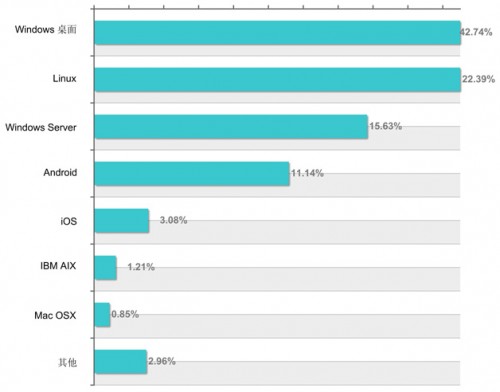 Windows 桌面 42.74%
Linux 22.39%
Windows Server 15.63%
Android 11.14%
iOS 3.08%
IBM AIX 1.21%
Mac OSX 0.85%
其他 2.96%